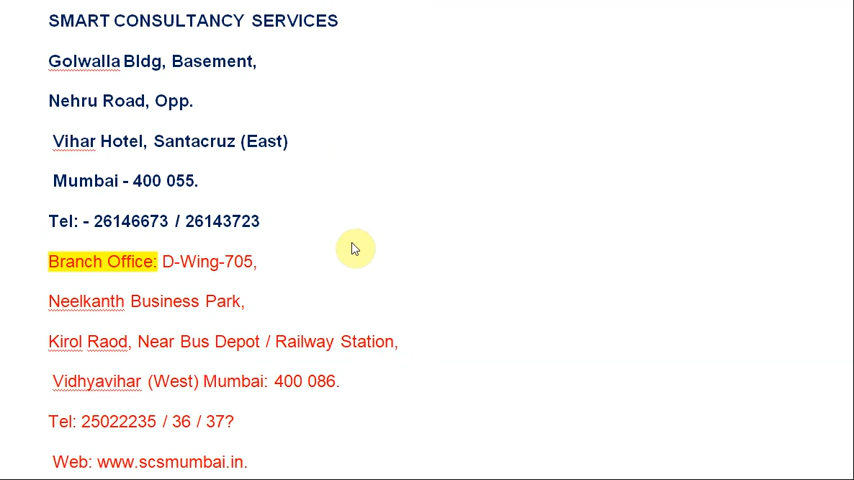 SMART CONSULTANCY SERVICES
Golwalla Bldg, Basement,
Nehru Road, Opp.
Vihar Hotel, Santacruz (East)
Mumbai - 400 055.
Tel: - 26146673 / 26143723
Branch Office: D-Wing-705,
Neelkanth Business Park,
Kirol Raod, Near Bus Depot / Railway Station,
Vidhyavihar (West) Mumbai: 400 086.
Tel: 25022235 / 36 / 37?
Web: www.scsmumbai.in.